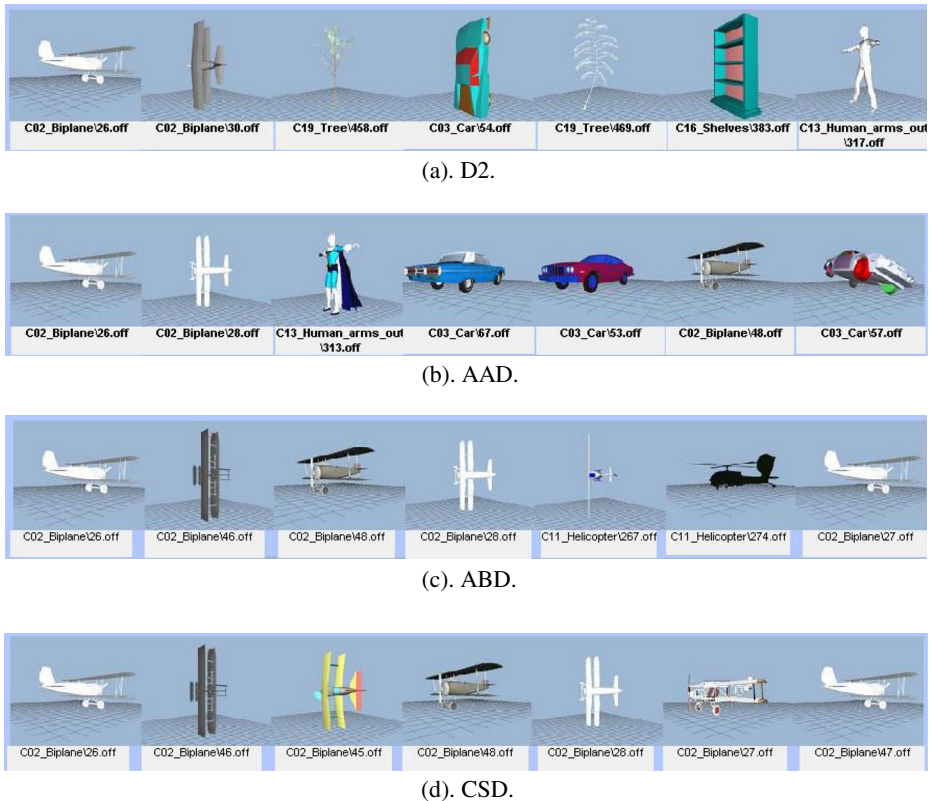 C02_Biplane\26.off C02_Biplane\30.off C19_Tree\458.off C03_Car\54.off C19_Tree\469.off C16_Shelves\383.off C13_Human_arms_out
\317.off
(a). D2.
C02_Biplane\26.off C02_Biplane\28.off C13_Human_arms_out C03_Car\67.off C03_Car\53.off C02_Biplane\48.off C03_Car\57.off
\313.off
(b). AAD.
C02_Biplane\26.off C02_Biplane\46.off C02_Biplane\48.off C02_Biplane\28.off C11_Helicopter\267.off C11_Helicopter\274.off C02_Biplane\27.off
(c). ABD.
C02_Biplane\26.off C02_Biplane\46.off C02_Biplane\45.off C02_Biplane\48.off C02_Biplane\28.off C02_Biplane\27.off C02_Biplane\47.off
(d). CSD.